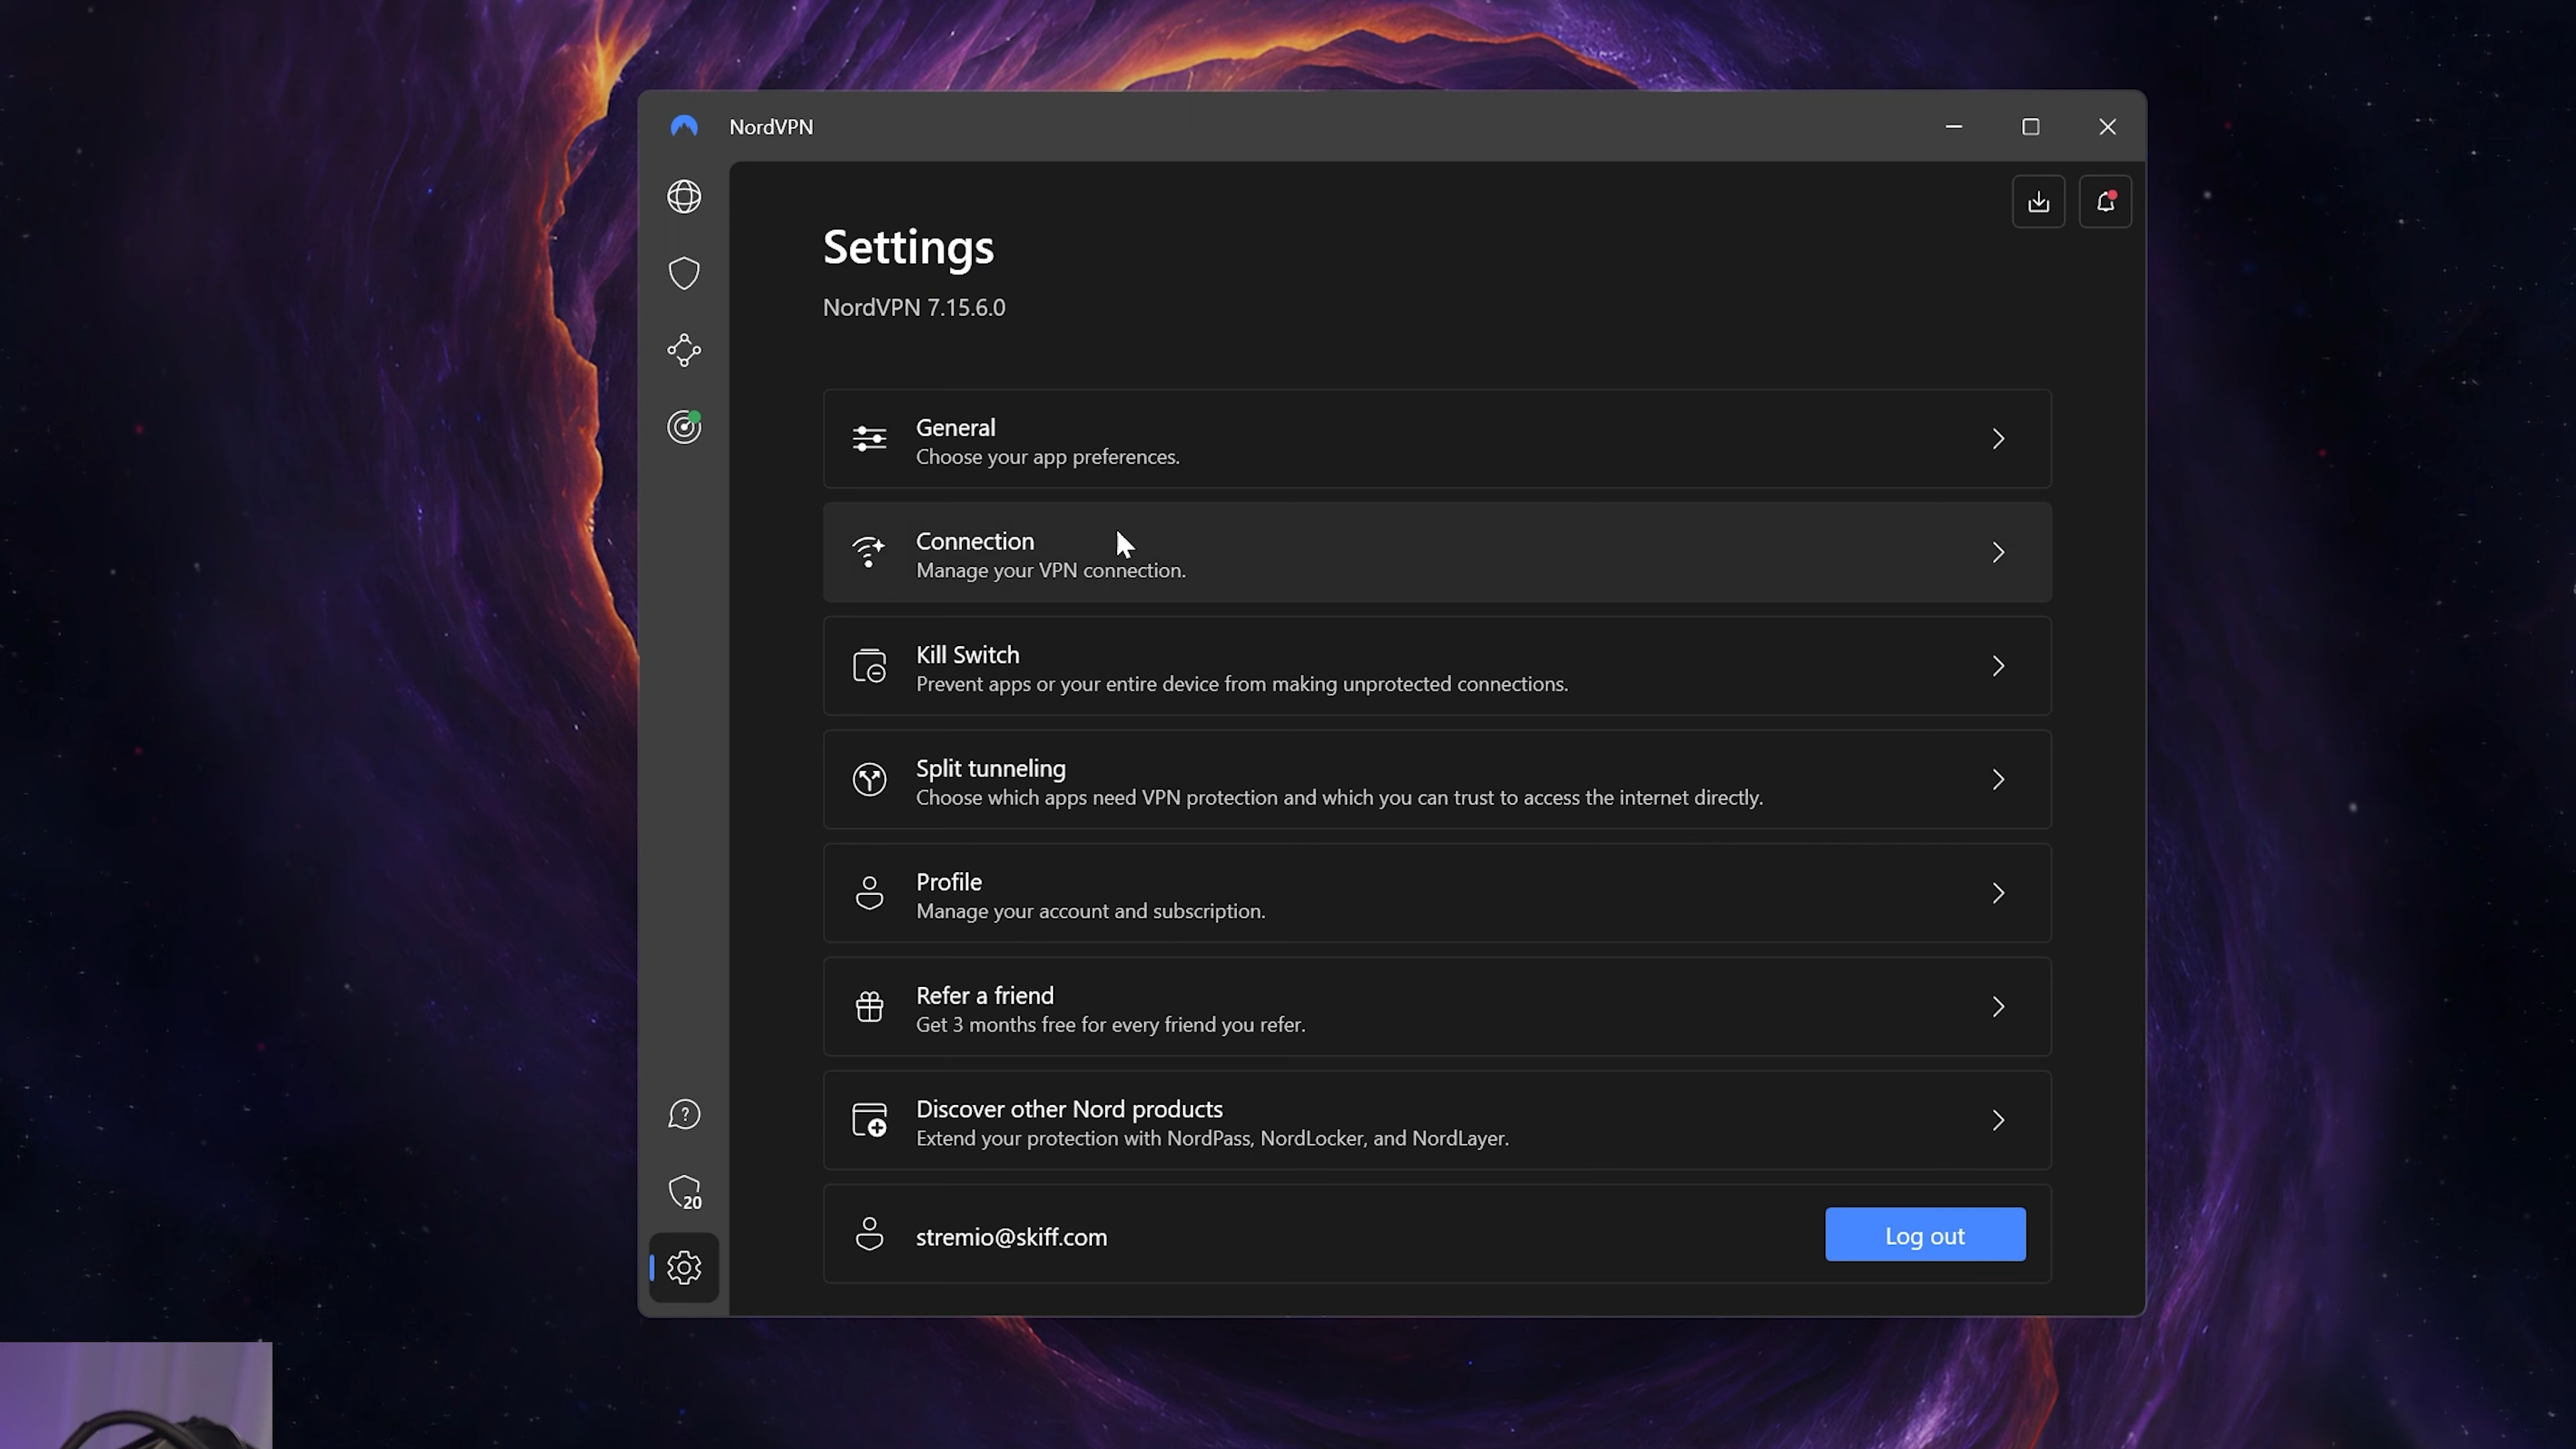 NordVPN
Settings
NordVPN 7.15.6.0
General
Choose your app preferences.
Connection
Manage your VPN connection.
Kill Switch
Prevent apps or your entire device from making unprotected connections.
Split tunneling
Choose which apps need VPN protection and which you can trust to access the internet directly.
Profile
Manage your account and subscription.
Refer a friend
Get 3 months free for every friend you refer.
Discover other Nord products
Extend your protection with NordPass, NordLocker, and NordLayer.
?
20
stremio@skiff.com
Log out